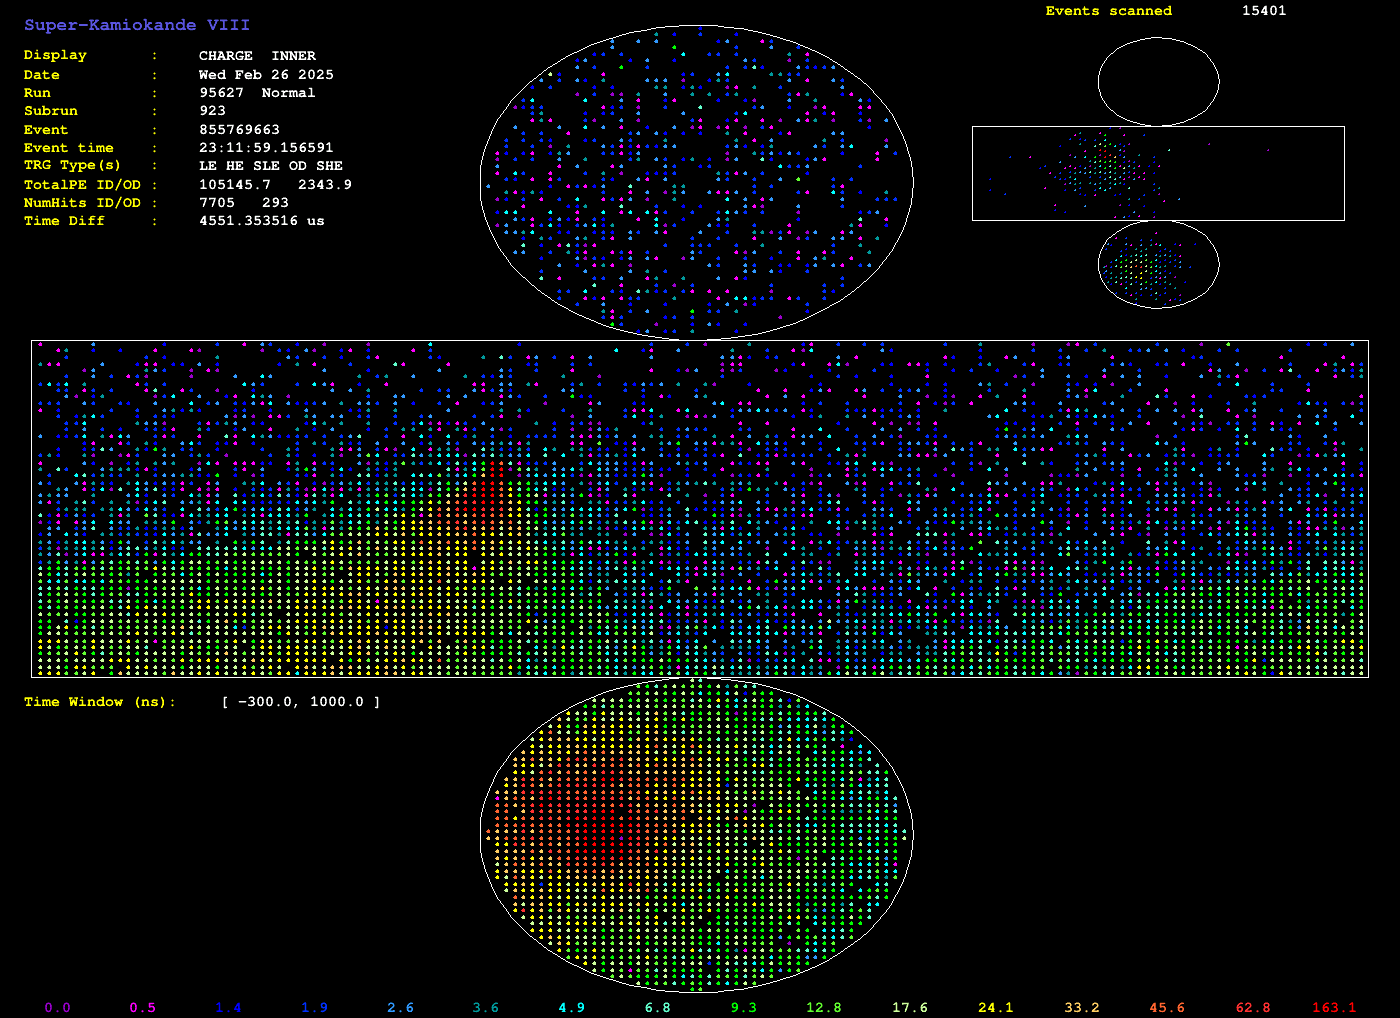 Super-Kamiokande VIII
Events scanned 15401
Display : CHARGE INNER
Date : Wed Feb 26 2025
Run : 95627 Normal
Subrun : 923
Event : 855769663
Event time : 23:11:59.156591
TRG Type(s) : LE HE SLE OD SHE
TotalPE ID/OD : 105145.7 2343.9
NumHits ID/OD : 7705 293
Time Diff : 4551.353516 us
Time Window (ns): [ -300.0, 1000.0 ]
0.0 0.5 1.4 1.9 2.6 3.6 4.9 6.8 9.3 12.8 17.6 24.1 33.2 45.6 62.8 163.1